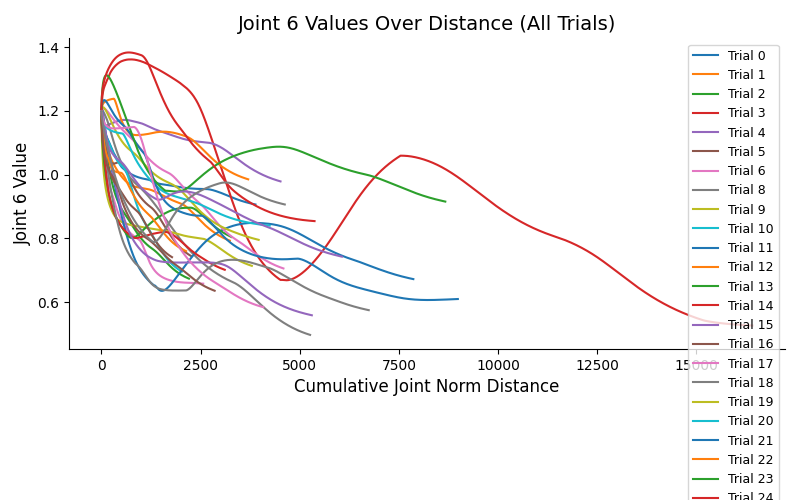 Joint 6 Values Over Distance (All Trials)
Joint 6 Value
1.4
1.2
1.0
0.8
0.6
0
2500
5000
7500
10000
12500
15000
Cumulative Joint Norm Distance
Trial 0
Trial 1
Trial 2
Trial 3
Trial 4
Trial 5
Trial 6
Trial 8
Trial 9
Trial 10
Trial 11
Trial 12
Trial 13
Trial 14
Trial 15
Trial 16
Trial 17
Trial 18
Trial 19
Trial 20
Trial 21
Trial 22
Trial 23
Trial 24